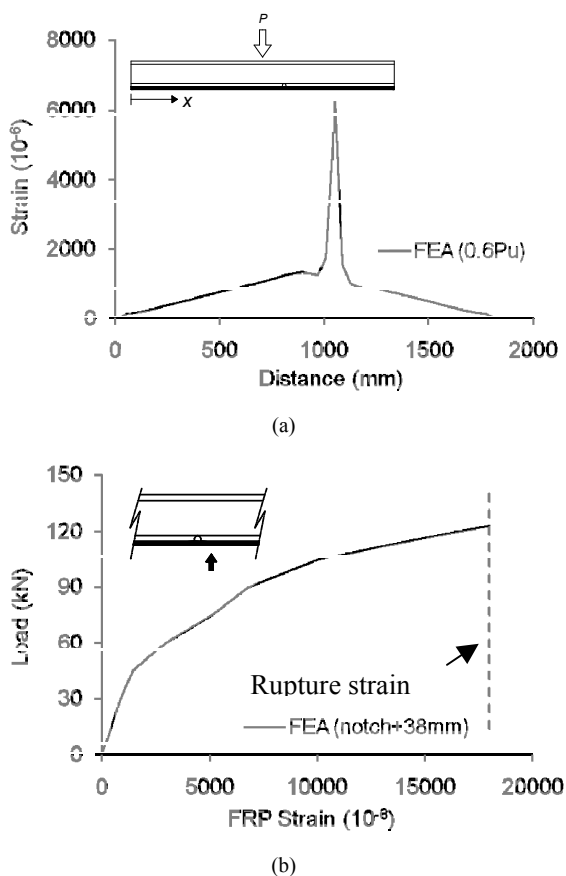 P
8000
6000
4000
2000
0
Strain (10⁻⁶)
x
FEA (0.6Pu)
0 500 1000 1500 2000
Distance (mm)
(a)
150
120
90
60
30
0
Load (kN)
Rupture strain
FEA (notch+38mm)
0 5000 10000 15000 20000
FRP Strain (10⁻⁶)
(b)